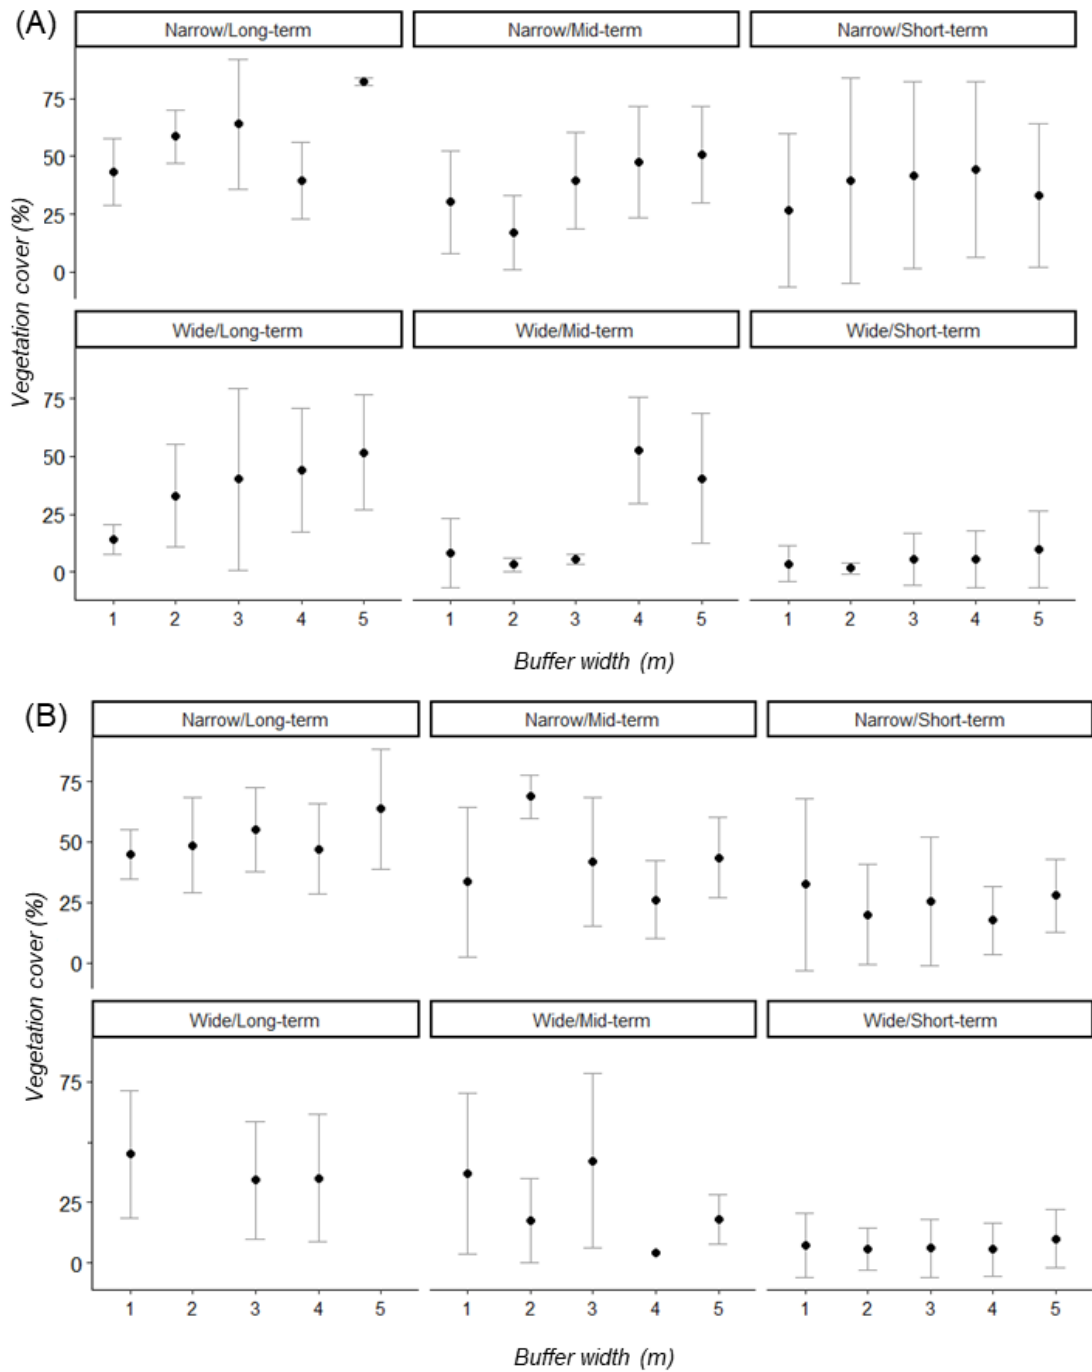 (A)
Narrow/Long-term Narrow/Mid-term Narrow/Short-term
75
50
25
0
Wide/Long-term Wide/Mid-term Wide/Short-term
75
50
25
0
Vegetation cover (%)
1 2 3 4 5 1 2 3 4 5 1 2 3 4 5
Buffer width (m)
(B)
Narrow/Long-term Narrow/Mid-term Narrow/Short-term
75
50
25
0
Wide/Long-term Wide/Mid-term Wide/Short-term
75
25
0
Vegetation cover (%)
1 2 3 4 5 1 2 3 4 5 1 2 3 4 5
Buffer width (m)